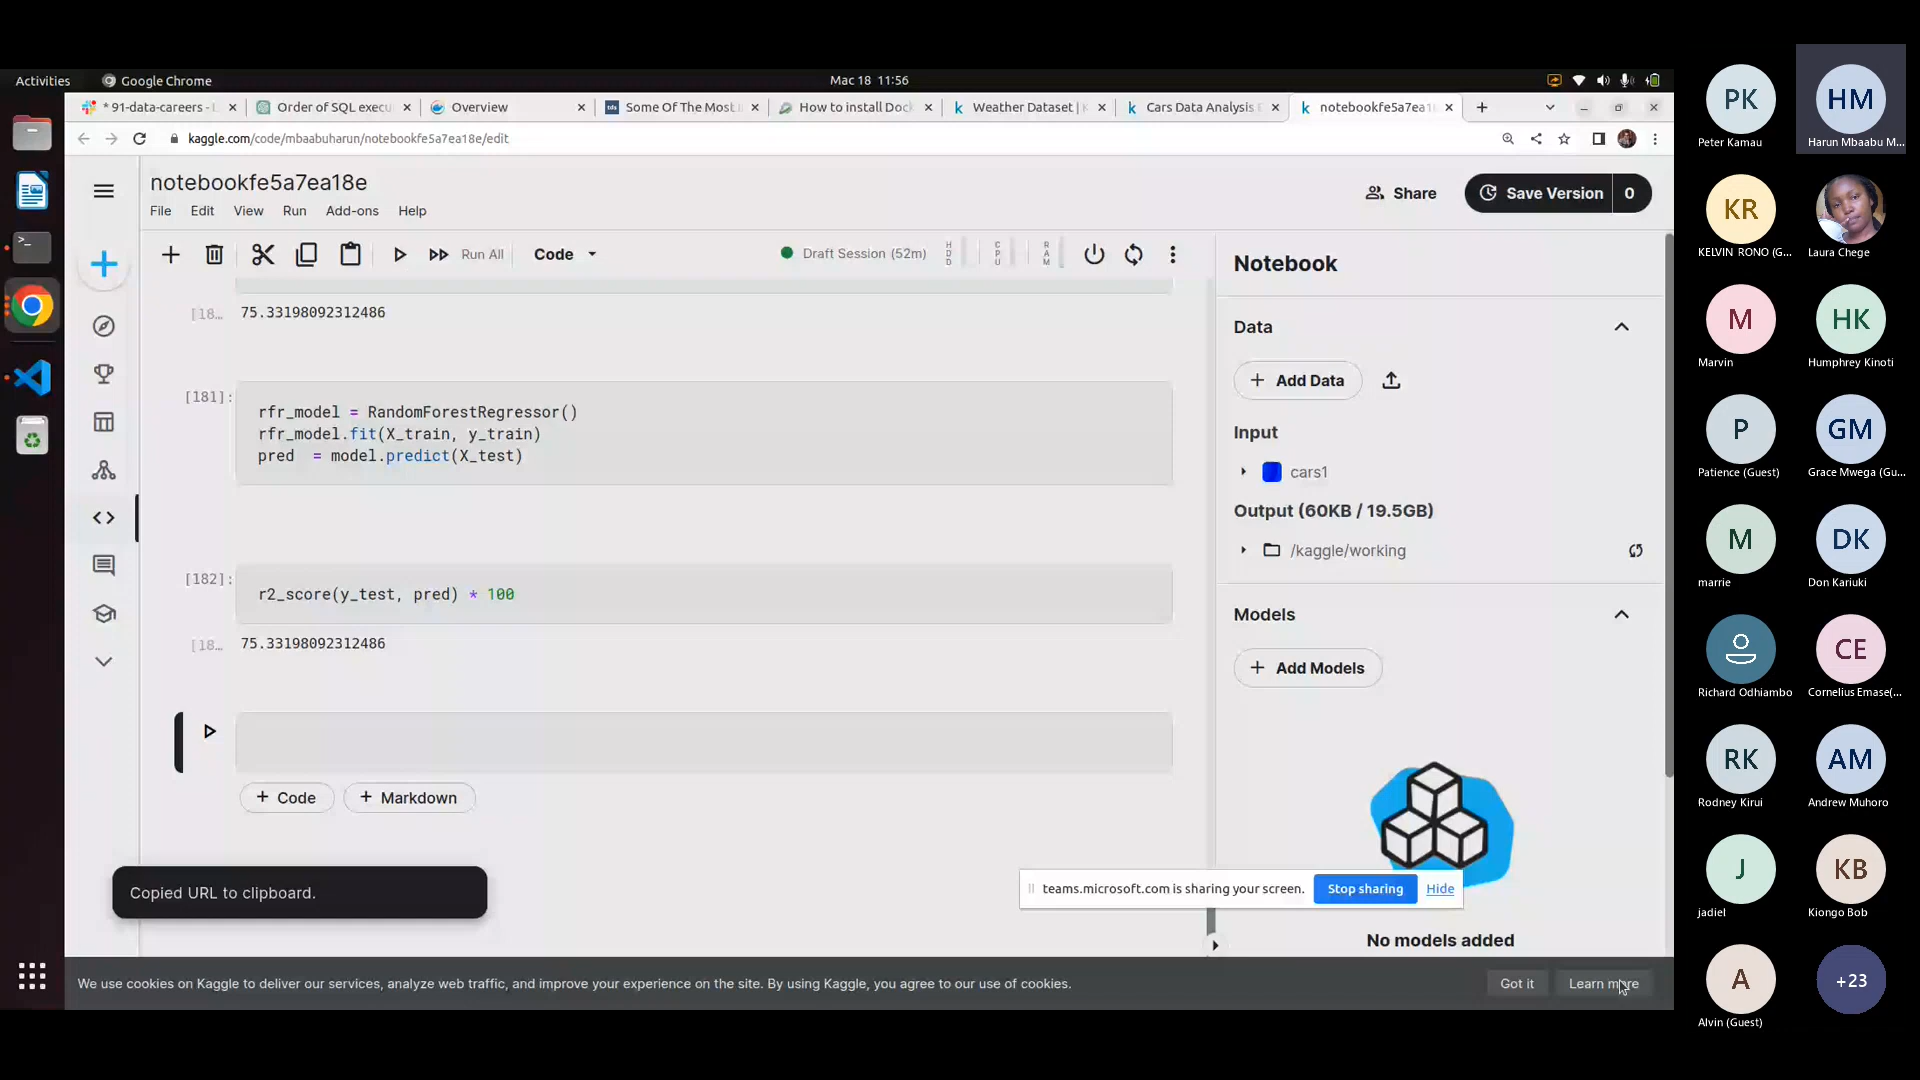 Activities
Google Chrome
Mac 18 11:56
* 91-data-careers -
Order of SQL execu
Overview
Some Of The Most
How to install Doc
Weather Dataset | K
Cars Data Analysis
notebookfe5a7ea1
kaggle.com/code/mbaabuharun/notebookfe5a7ea18e/edit
notebookfe5a7ea18e
File Edit View Run Add-ons Help
Share
Save Version 0
Run All
Code
Draft Session (52m)
HDD
CPU
RAM
Notebook
[18...
75.33198092312486
[181]:
rfr_model = RandomForestRegressor()
rfr_model.fit(X_train, y_train)
pred  = model.predict(X_test)
[182]:
r2_score(y_test, pred) * 100
[18...
75.33198092312486
+ Code
+ Markdown
Data
+ Add Data
Input
cars1
Output (60KB / 19.5GB)
/kaggle/working
Models
+ Add Models
No models added
Copied URL to clipboard.
teams.microsoft.com is sharing your screen.
Stop sharing
Hide
We use cookies on Kaggle to deliver our services, analyze web traffic, and improve your experience on the site. By using Kaggle, you agree to our use of cookies.
Got it
Learn more
PK
Peter Kamau
HM
Harun Mbaabu M...
KR
KELVIN RONO (G...
Laura Chege
M
Marvin
HK
Humphrey Kinoti
P
Patience (Guest)
GM
Grace Mwega (Gu...
M
marrie
DK
Don Kariuki
Richard Odhiambo
CE
Cornelius Emase(...
RK
Rodney Kirui
AM
Andrew Muhoro
J
jadiel
KB
Kiongo Bob
A
Alvin (Guest)
+23